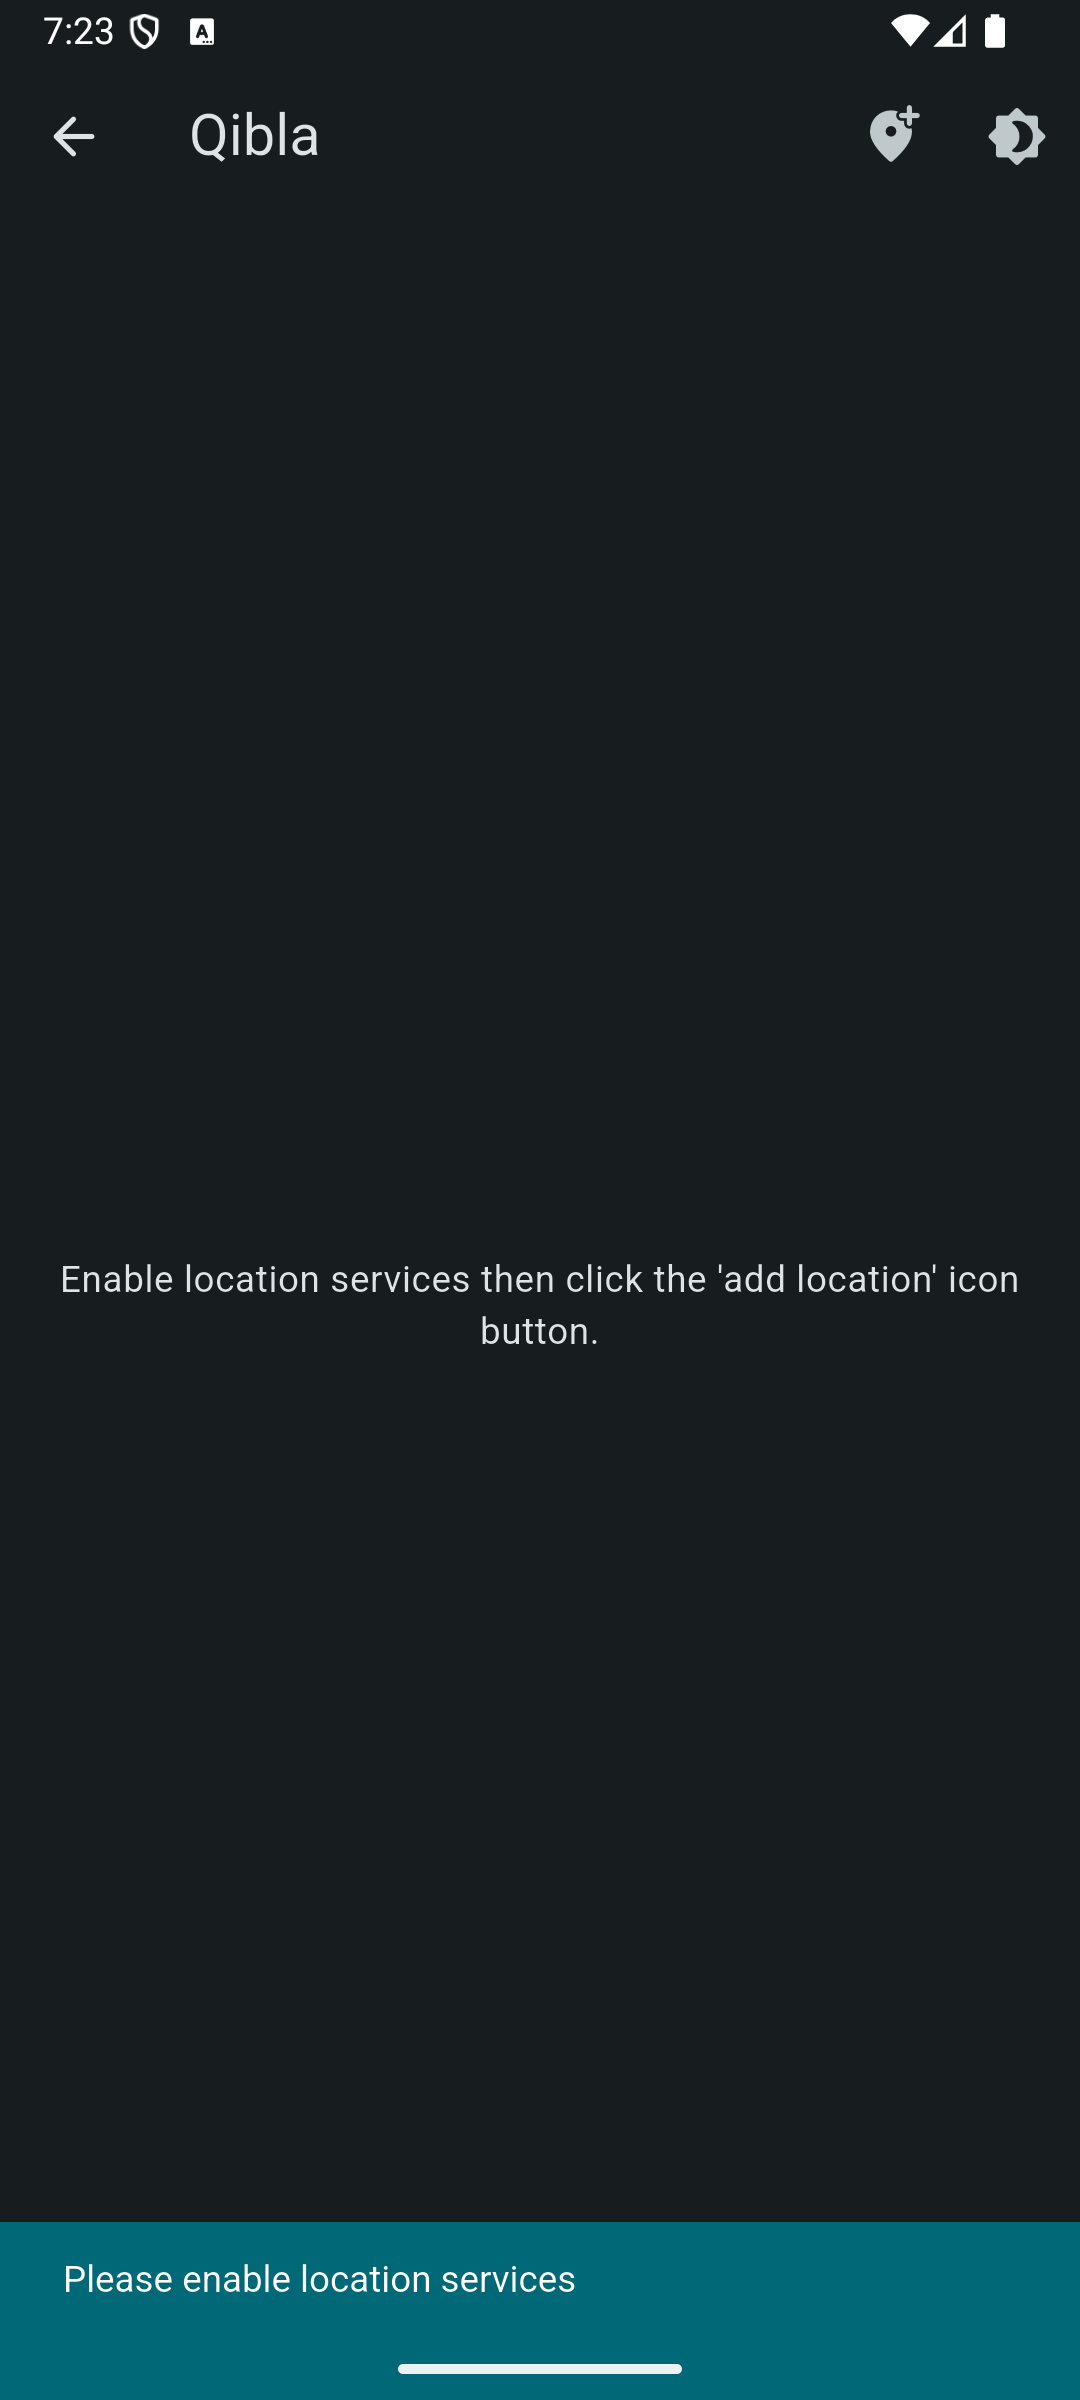 7:23
Qibla
Enable location services then click the 'add location' icon
button.
Please enable location services